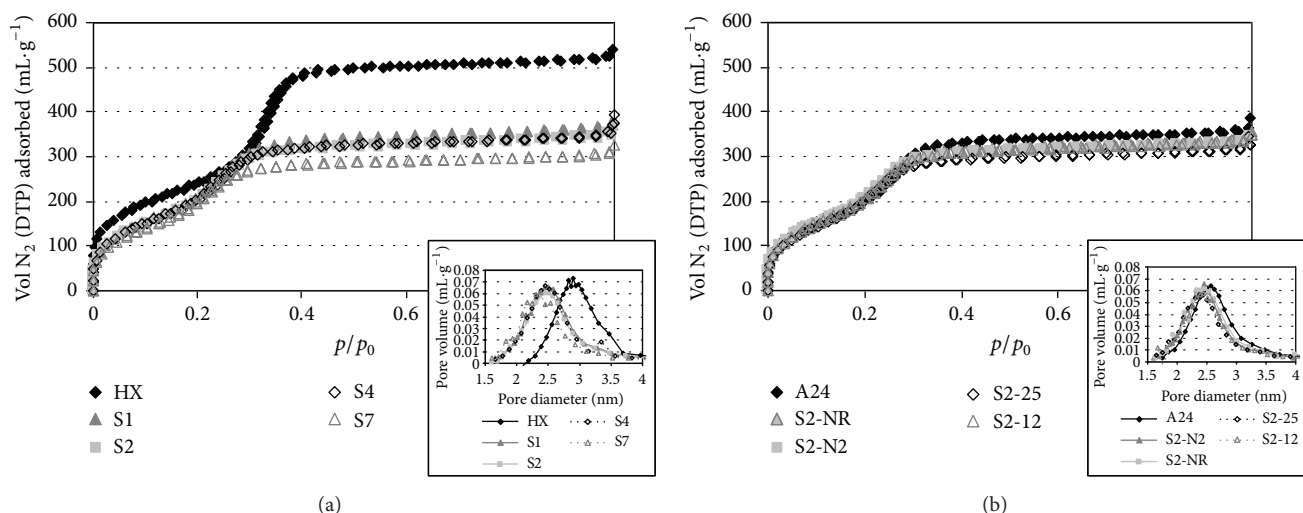 600
500
400
300
200
100
0
Vol N₂ (DTP) adsorbed (mL·g⁻¹)
0 0.2 0.4 0.6
p/p₀
HX
S1
S2
S4
S7
0.08
0.07
0.06
0.05
0.04
0.03
0.02
0.01
0
Pore volume (mL·g⁻¹)
1.5 2 2.5 3 3.5 4
Pore diameter (nm)
HX
S1
S2
S4
S7
(a)
600
500
400
300
200
100
0
Vol N₂ (DTP) adsorbed (mL·g⁻¹)
0 0.2 0.4 0.6
p/p₀
A24
S2-NR
S2-N2
S2-25
S2-12
0.08
0.07
0.06
0.05
0.04
0.03
0.02
0.01
0
Pore volume (mL·g⁻¹)
1.5 2 2.5 3 3.5 4
Pore diameter (nm)
A24
S2-N2
S2-NR
S2-25
S2-12
(b)